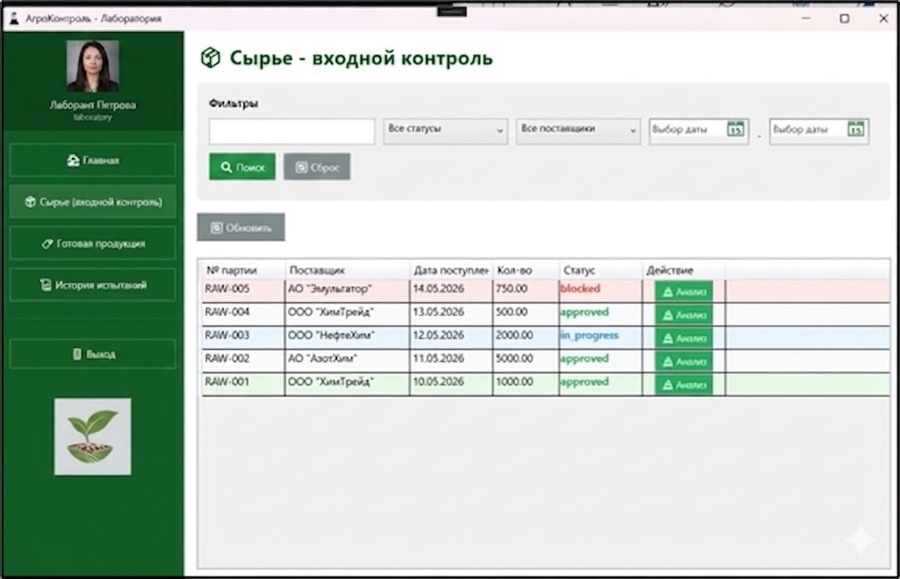 АгроКонтроль - Лаборатория
Лаборант Петрова
laboratory
Главная
Сырье (входной контроль)
Готовая продукция
История испытаний
Выход
Сырье - входной контроль
Фильтры
Все статусы Все поставщики Выбор даты 15 - Выбор даты 15
Поиск Сброс
Обновить
№ партии Поставщик Дата поступлен Кол-во Статус Действие
RAW-005 АО "Эмульгатор" 14.05.2026 750.00 blocked Анализ
RAW-004 ООО "ХимТрейд" 13.05.2026 500.00 approved Анализ
RAW-003 ООО "НефтеХим" 12.05.2026 2000.00 in_progress Анализ
RAW-002 АО "АзотХим" 11.05.2026 5000.00 approved Анализ
RAW-001 ООО "ХимТрейд" 10.05.2026 1000.00 approved Анализ